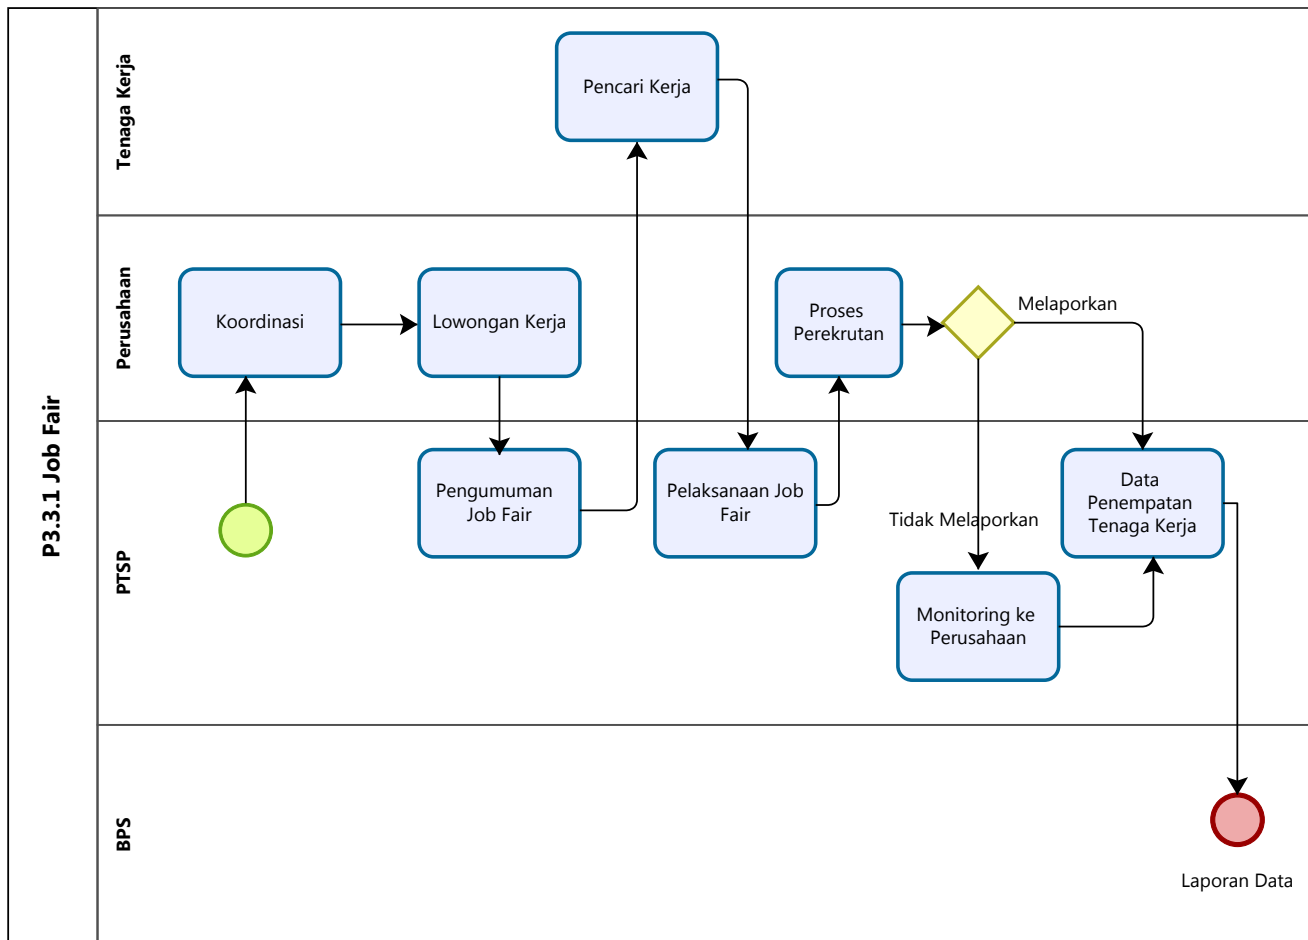 P3.3.1 Job Fair
Tenaga Kerja
Pencari Kerja
Perusahaan
Koordinasi
Lowongan Kerja
Proses
Perekrutan
Melaporkan
PTSP
Pengumuman
Job Fair
Pelaksanaan Job
Fair
Tidak Melaporkan
Data
Penempatan
Tenaga Kerja
Monitoring ke
Perusahaan
BPS
Laporan Data